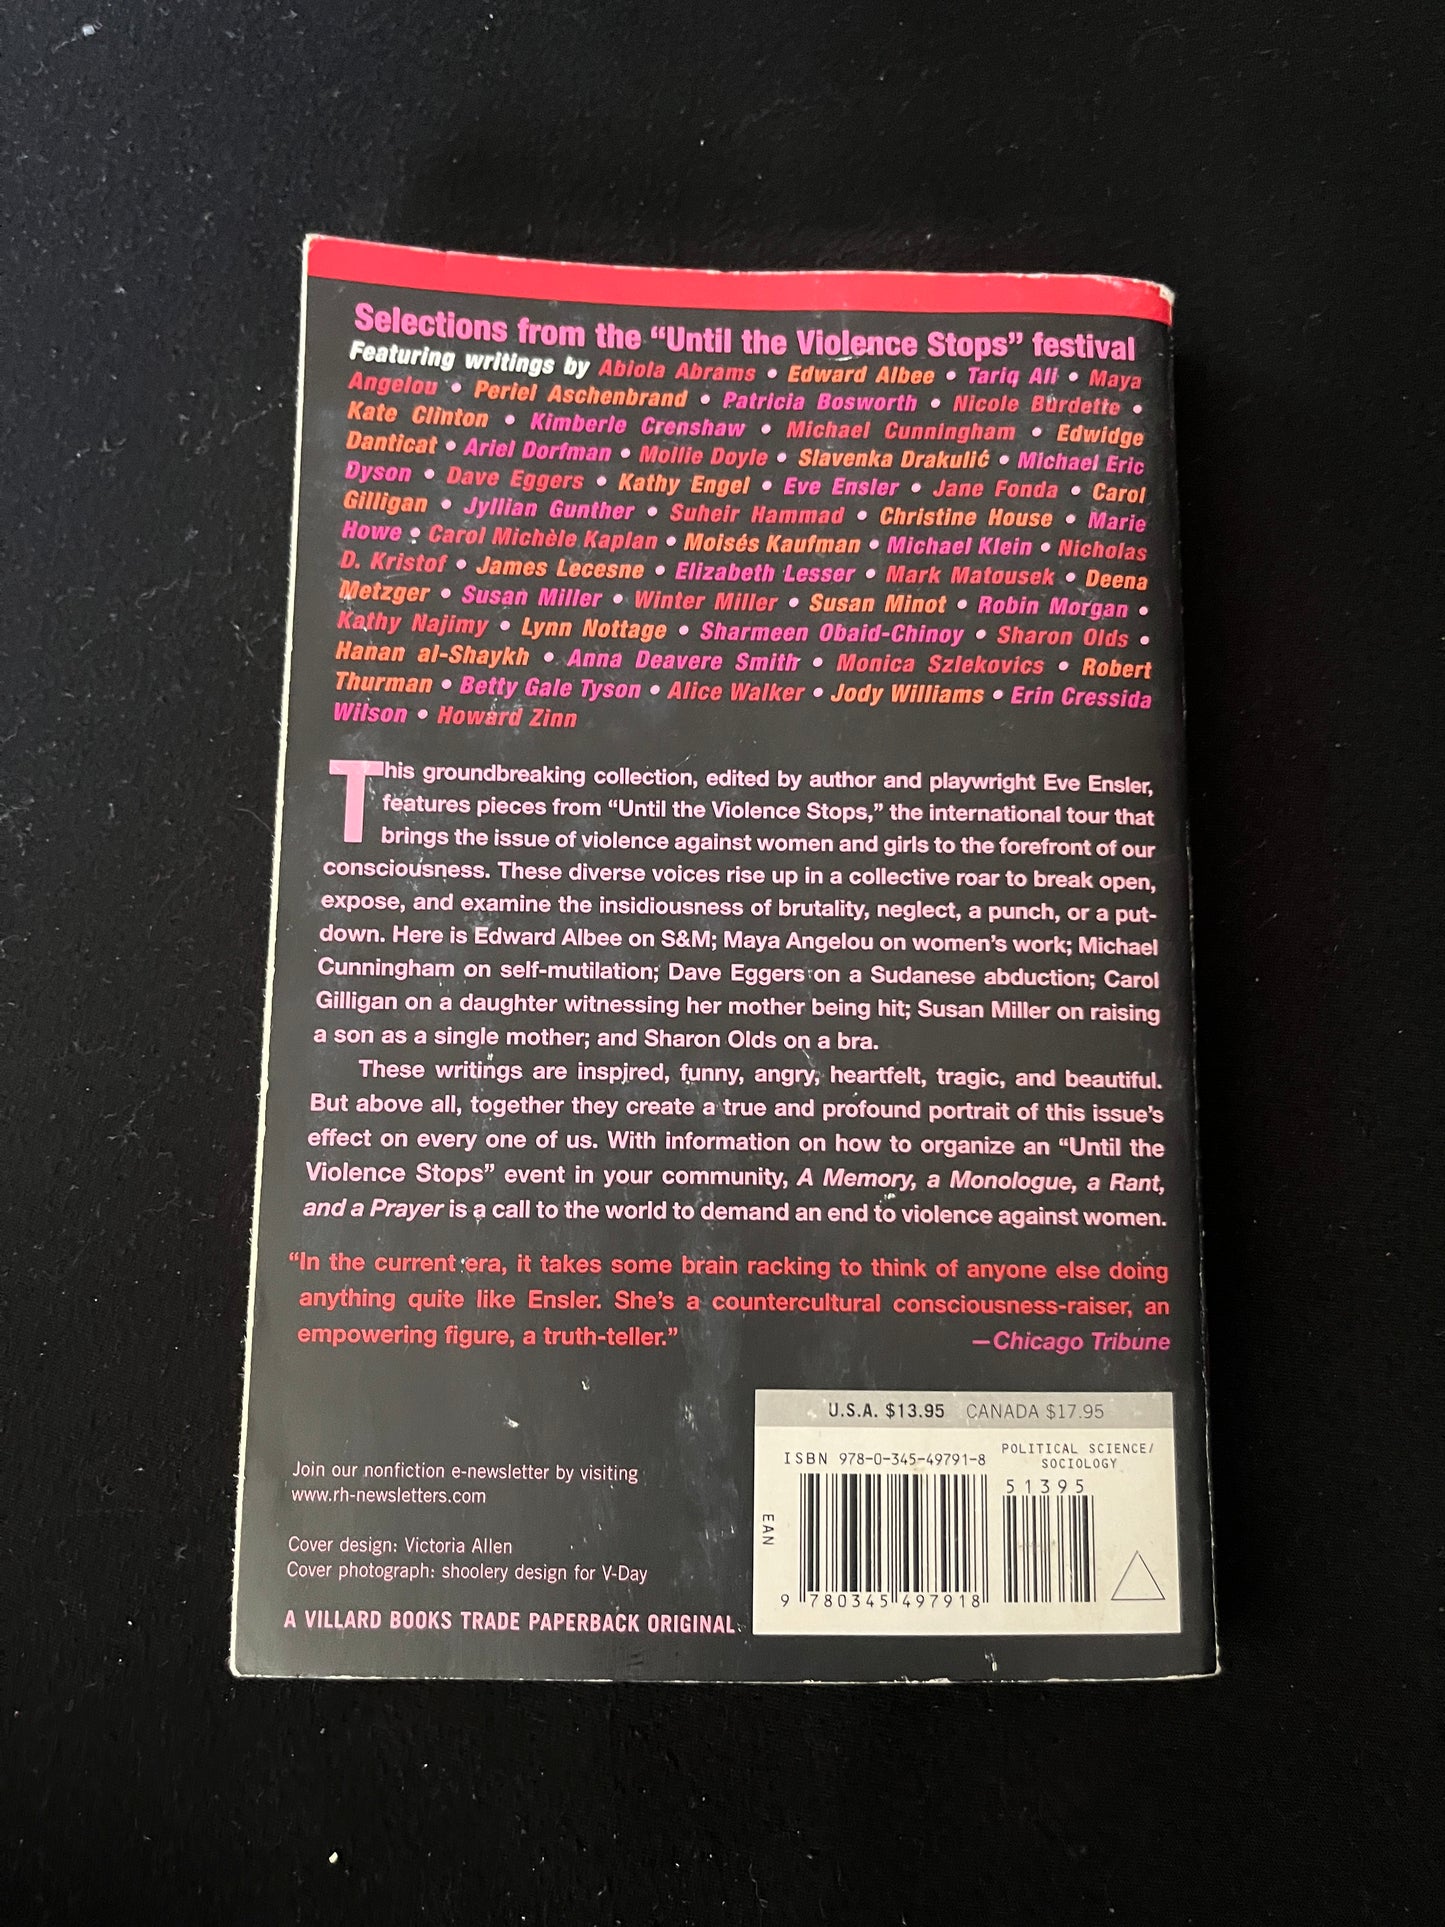 Selections from the “Until the Violence Stops” festival
Featuring writings by Abiola Abrams • Edward Albee • Tariq Ali • Maya
Angelou • Periel Aschenbrand • Patricia Bosworth • Nicole Burdette •
Kate Clinton • Kimberle Crenshaw • Michael Cunningham • Edwidge
Danticat • Ariel Dorfman • Mollie Doyle • Slavenka Drakulić • Michael Eric
Dyson • Dave Eggers • Kathy Engel • Eve Ensler • Jane Fonda • Carol
Gilligan • Jyllian Gunther • Suheir Hammad • Christine House • Marie
Howe • Carol Michèle Kaplan • Moisés Kaufman • Michael Klein • Nicholas
D. Kristof • James Lecesne • Elizabeth Lesser • Mark Matousek • Deena
Metzger • Susan Miller • Winter Miller • Susan Minot • Robin Morgan •
Kathy Najimy • Lynn Nottage • Sharmeen Obaid-Chinoy • Sharon Olds •
Hanan al-Shaykh • Anna Deavere Smith • Monica Szlekovics • Robert
Thurman • Betty Gale Tyson • Alice Walker • Jody Williams • Erin Cressida
Wilson • Howard Zinn
This groundbreaking collection, edited by author and playwright Eve Ensler,
features pieces from “Until the Violence Stops,” the international tour that
brings the issue of violence against women and girls to the forefront of our
consciousness. These diverse voices rise up in a collective roar to break open,
expose, and examine the insidiousness of brutality, neglect, a punch, or a put-
down. Here is Edward Albee on S&M; Maya Angelou on women’s work; Michael
Cunningham on self-mutilation; Dave Eggers on a Sudanese abduction; Carol
Gilligan on a daughter witnessing her mother being hit; Susan Miller on raising
a son as a single mother; and Sharon Olds on a bra.
These writings are inspired, funny, angry, heartfelt, tragic, and beautiful.
But above all, together they create a true and profound portrait of this issue’s
effect on every one of us. With information on how to organize an “Until the
Violence Stops” event in your community, A Memory, a Monologue, a Rant,
and a Prayer is a call to the world to demand an end to violence against women.
“In the current era, it takes some brain racking to think of anyone else doing
anything quite like Ensler. She’s a countercultural consciousness-raiser, an
empowering figure, a truth-teller.” —Chicago Tribune
U.S.A. $13.95 CANADA $17.95
ISBN 978-0-345-49791-8
POLITICAL SCIENCE/
SOCIOLOGY
51395
EAN
9 780345 497918
Join our nonfiction e-newsletter by visiting
www.rh-newsletters.com
Cover design: Victoria Allen
Cover photograph: shoolery design for V-Day
A VILLARD BOOKS TRADE PAPERBACK ORIGINAL